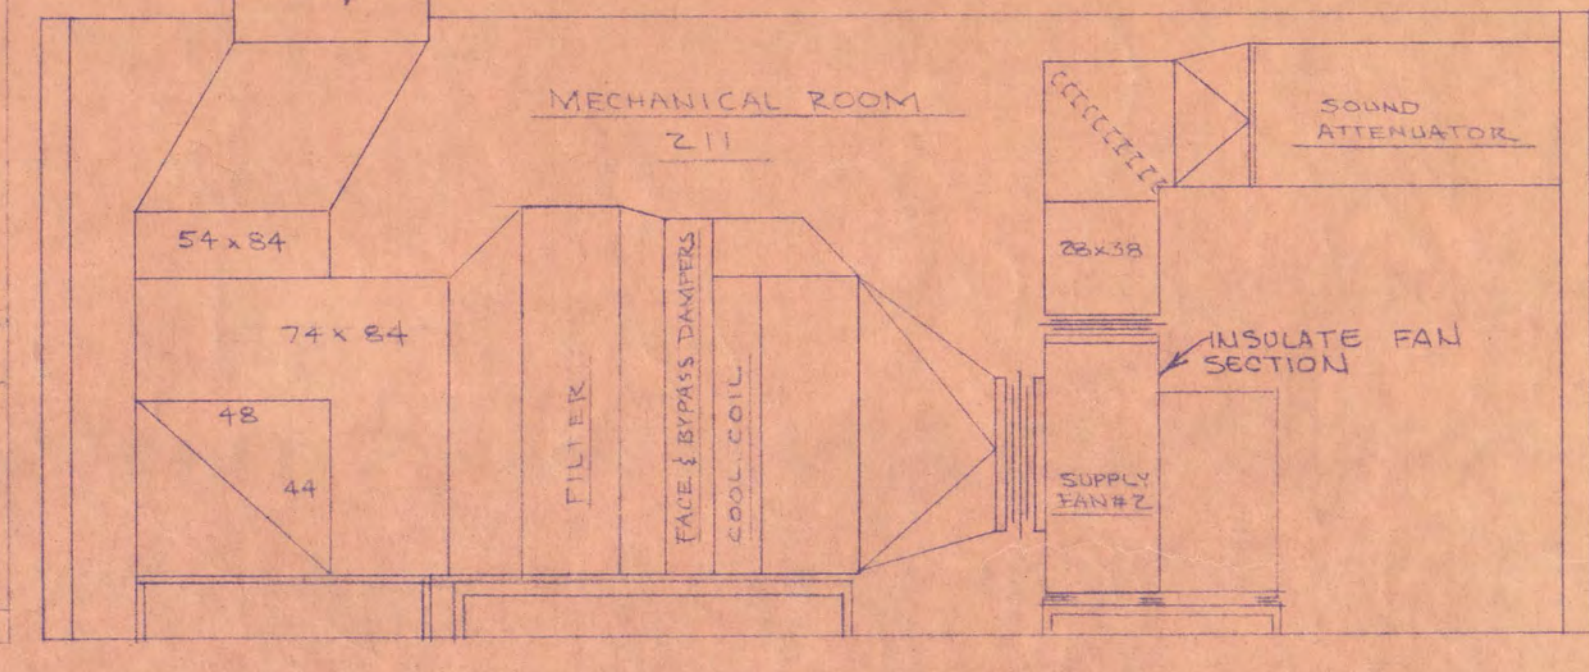 MECHANICAL ROOM
211
SOUND
ATTENUATOR
54 x 84
28x38
74 x 84
INSULATE FAN
SECTION
48
44
FILTER
FACE & BYPASS DAMPERS
COOL. COIL
SUPPLY
FAN #2